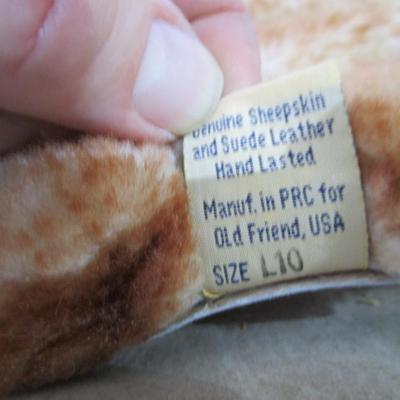 Genuine Sheepskin
and Suede Leather
Hand Lasted
Manuf. in PRC for
Old Friend, USA
SIZE L10